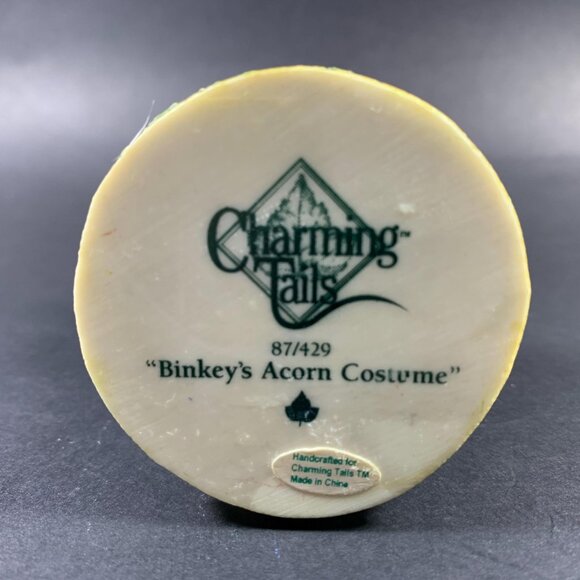 Charming™
Tails
87/429
"Binkey's Acorn Costume"
Handcrafted for
Charming Tails TM
Made in China